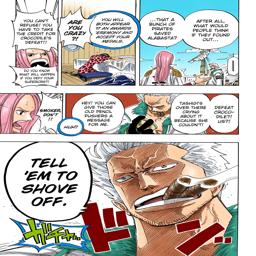 AFTER ALL,
WHAT WOULD
PEOPLE THINK
IF THEY
FOUND
OUT...
...THAT A
BUNCH OF
PIRATES
SAVED
ALABASTA?
YOU WILL
BOTH APPEAR
IN AN AWARDS
CEREMONY AND
ACCEPT YOUR
MEDALS.
ARE
YOU
CRAZY?!
YOU CAN'T
REFUSE! YOU
HAVE TO TAKE
THE CREDIT FOR
CROCODILE'S
DEFEAT!!
DO YOU KNOW
WHAT WILL HAPPEN
IF YOU DEFY YOUR
SUPERIORS?!
DEFEAT
CROCO-
DILE?!
US?!
TASHIGI'S
OVER THERE
CRYING
ABOUT IT
BECAUSE SHE
COULDN'T.
HEY! YOU CAN
GIVE THOSE
OLD PENCIL
PUSHERS A
MESSAGE FOR
ME.
HUH?
SMOKER,
DON'T!
TELL
'EM TO
SHOVE
OFF.
ドン